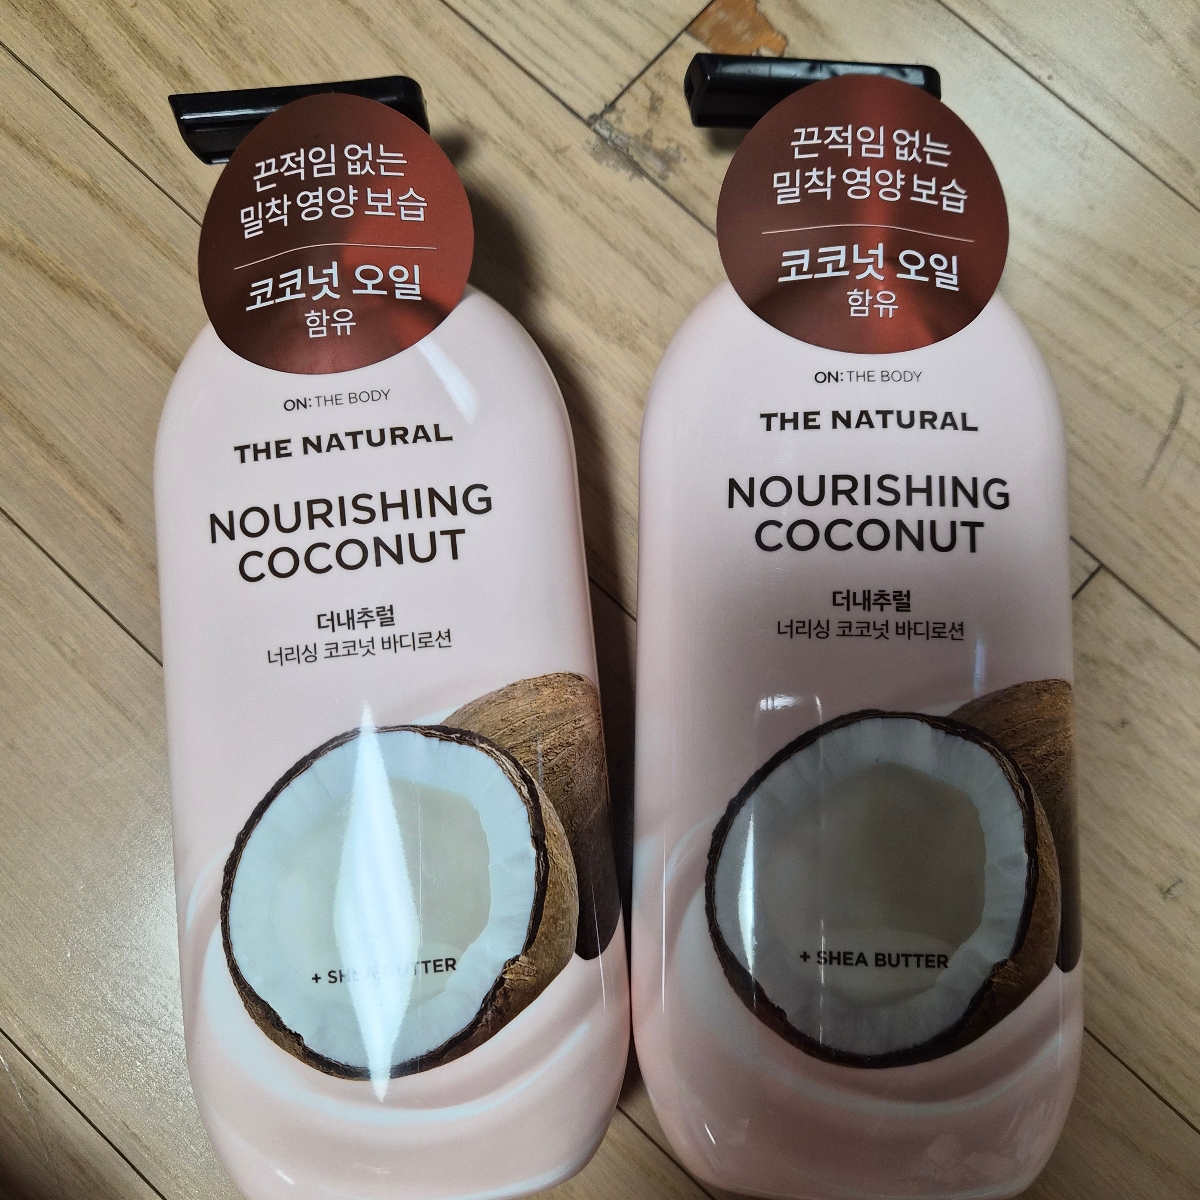 끈적임 없는
밀착 영양 보습
코코넛 오일
함유
ON: THE BODY
THE NATURAL
NOURISHING
COCONUT
더내추럴
너리싱 코코넛 바디로션
+ SHEA BUTTER
끈적임 없는
밀착 영양 보습
코코넛 오일
함유
ON: THE BODY
THE NATURAL
NOURISHING
COCONUT
더내추럴
너리싱 코코넛 바디로션
+ SHEA BUTTER